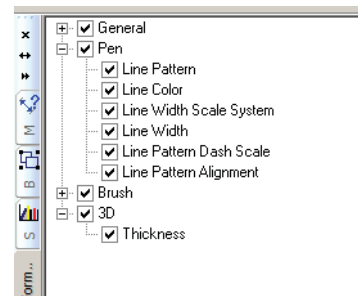 General
Pen
Line Pattern
Line Color
Line Width Scale System
Line Width
Line Pattern Dash Scale
Line Pattern Alignment
Brush
3D
Thickness
M
B
S
orm..